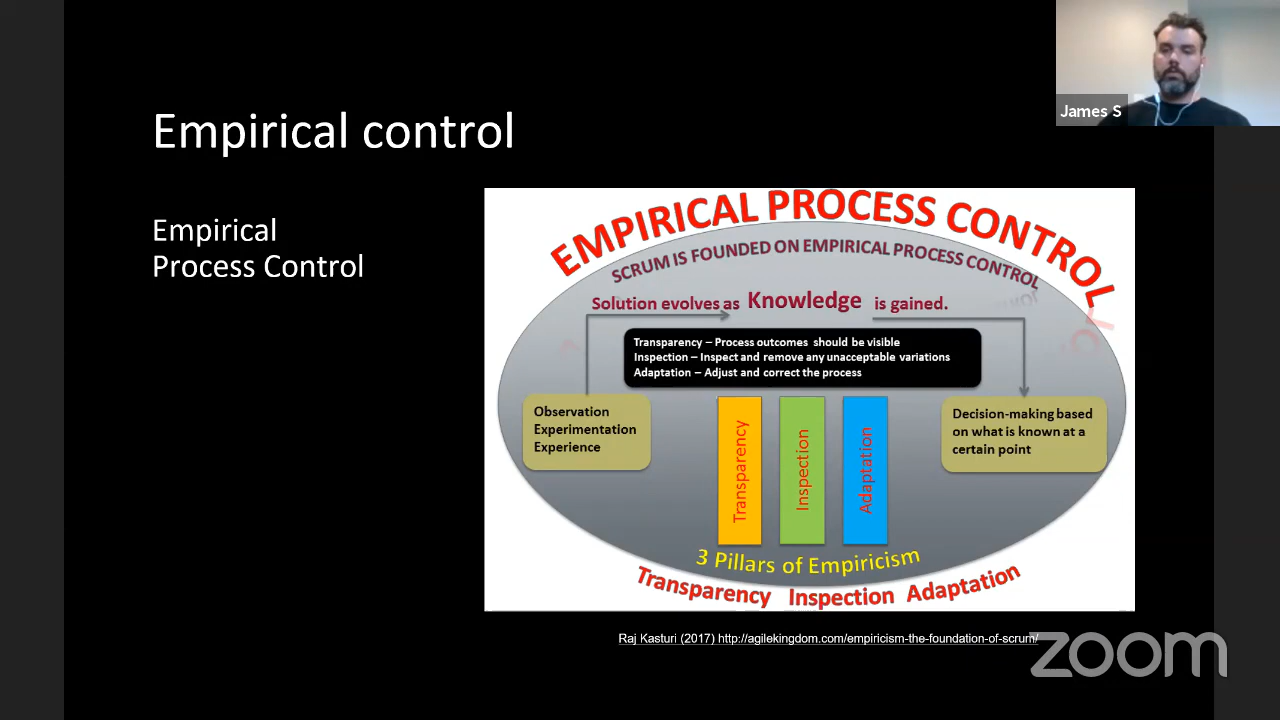 James S
Empirical control
Empirical
Process Control
EMPIRICAL PROCESS CONTROL
SCRUM IS FOUNDED ON EMPIRICAL PROCESS CONTROL
Solution evolves as Knowledge is gained.
Transparency – Process outcomes should be visible
Inspection – Inspect and remove any unacceptable variations
Adaptation – Adjust and correct the process
Observation
Experimentation
Experience
Transparency
Inspection
Adaptation
Decision-making based
on what is known at a
certain point
3 Pillars of Empiricism
Transparency Inspection Adaptation
Raj Kasturi (2017) http://agilekingdom.com/empiricism-the-foundation-of-scrum/
zoom